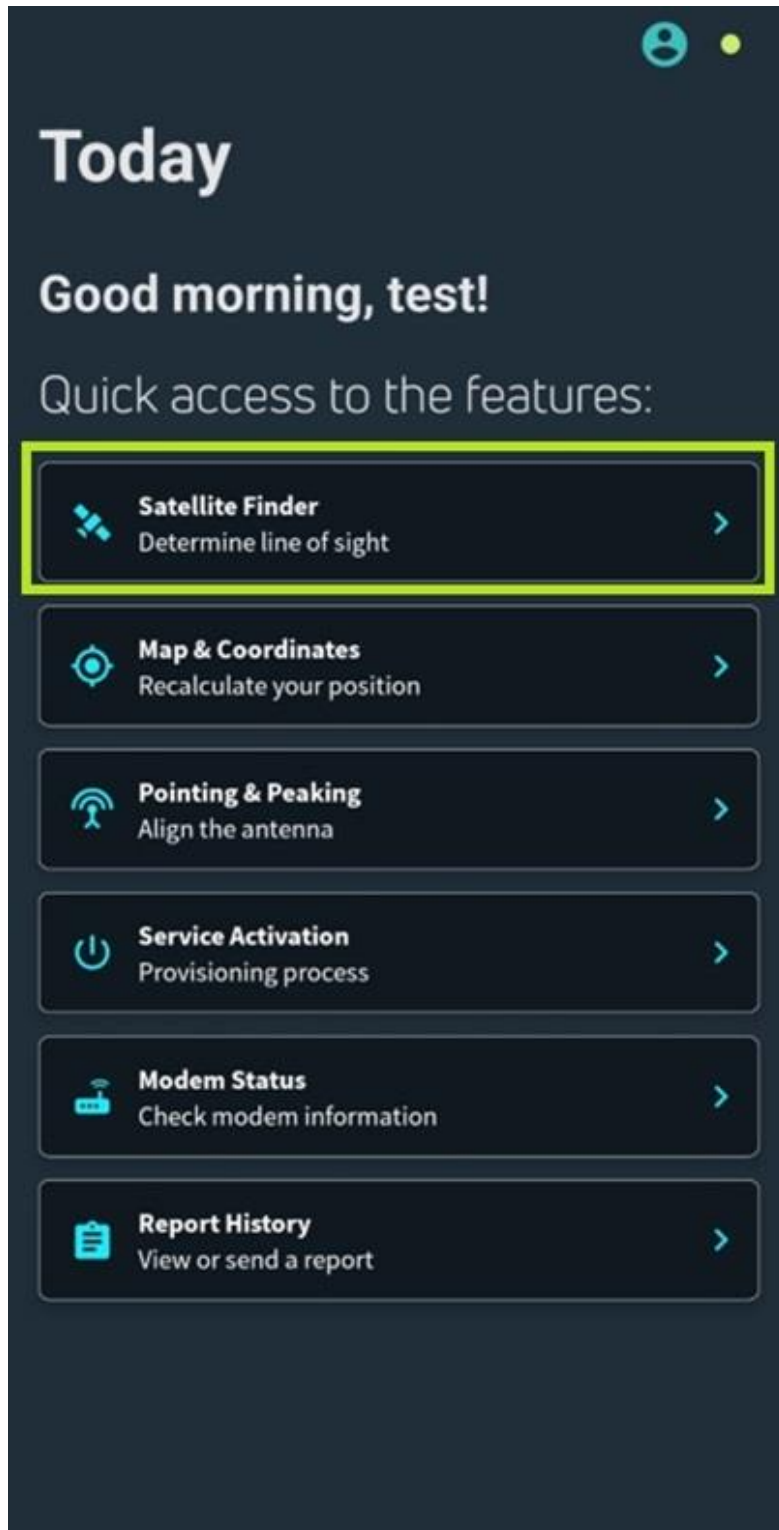 Today
Good morning, test!
Quick access to the features:
Satellite Finder
Determine line of sight
Map & Coordinates
Recalculate your position
Pointing & Peaking
Align the antenna
Service Activation
Provisioning process
Modem Status
Check modem information
Report History
View or send a report